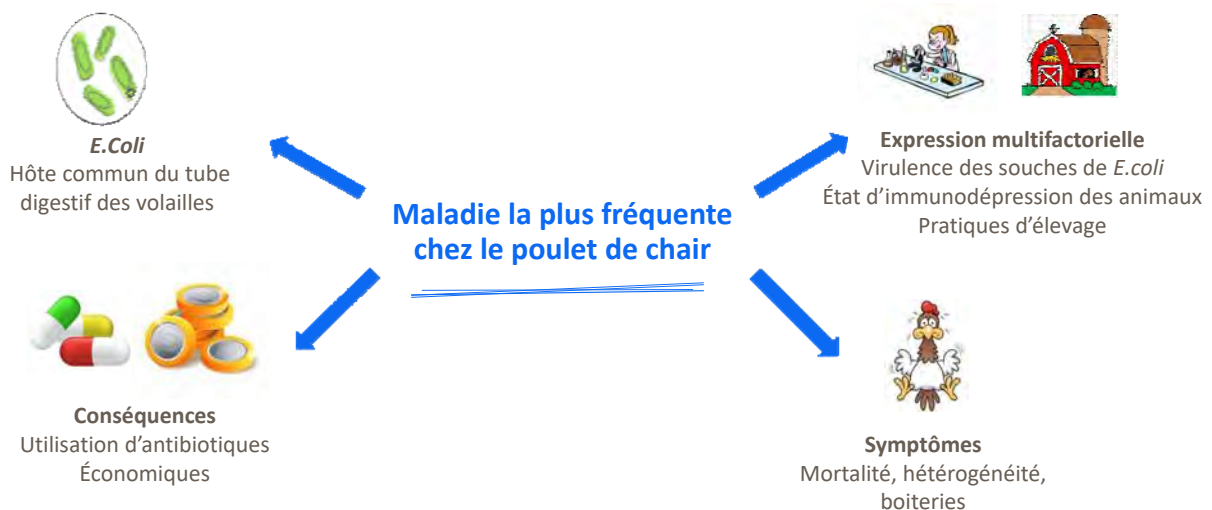 E.Coli
Hôte commun du tube
digestif des volailles
Expression multifactorielle
Virulence des souches de E.coli
État d’immunodépression des animaux
Pratiques d’élevage
Maladie la plus fréquente
chez le poulet de chair
Conséquences
Utilisation d’antibiotiques
Économiques
Symptômes
Mortalité, hétérogénéité,
boiteries